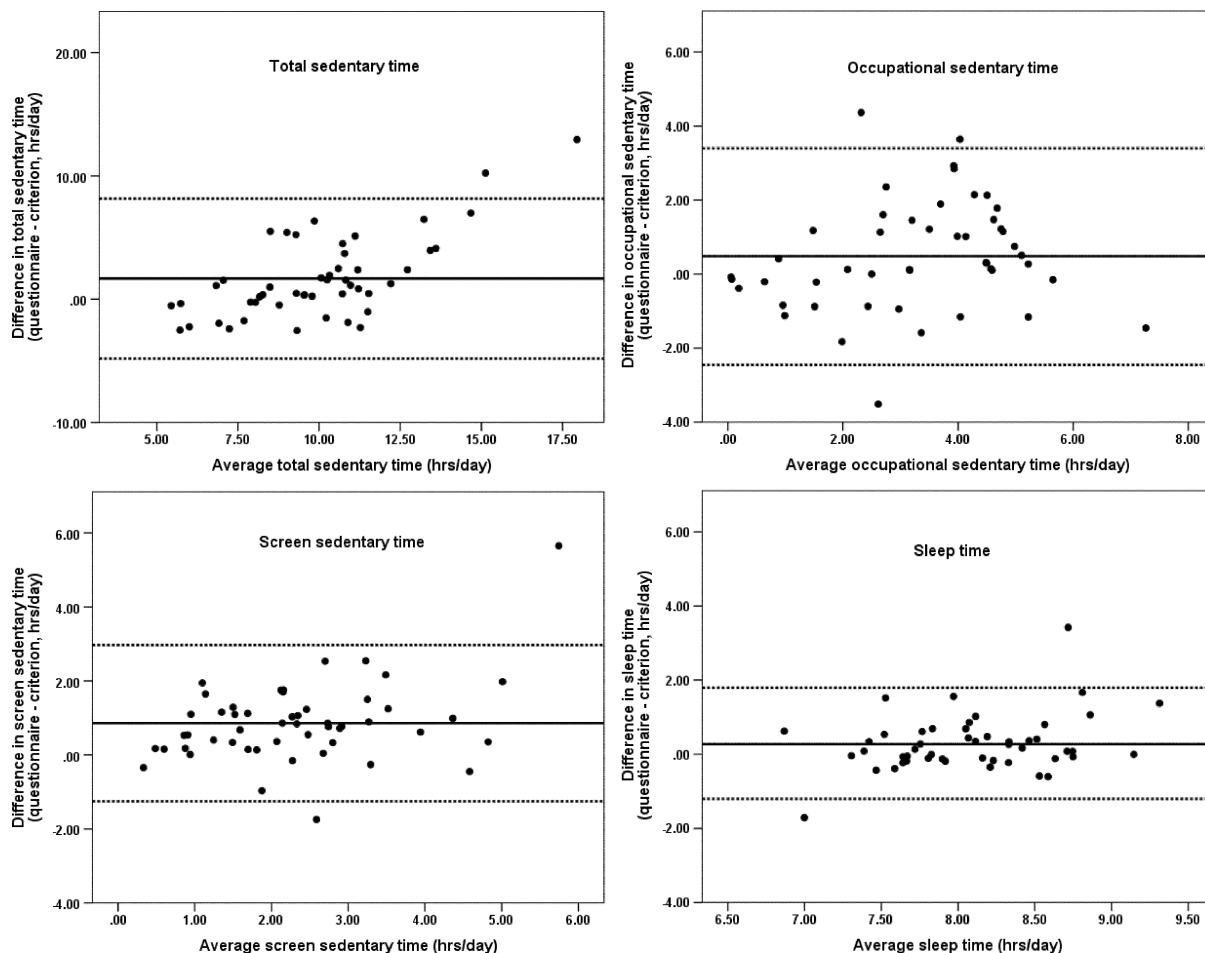 Total sedentary time
Difference in total sedentary time
(questionnaire - criterion, hrs/day)
20.00
10.00
.00
-10.00
5.00 7.50 10.00 12.50 15.00 17.50
Average total sedentary time (hrs/day)
Occupational sedentary time
Difference in occupational sedentary time
(questionnaire - criterion, hrs/day)
6.00
4.00
2.00
.00
-2.00
-4.00
.00 2.00 4.00 6.00 8.00
Average occupational sedentary time (hrs/day)
Screen sedentary time
Difference in screen sedentary time
(questionnaire - criterion, hrs/day)
6.00
4.00
2.00
.00
-2.00
-4.00
.00 1.00 2.00 3.00 4.00 5.00 6.00
Average screen sedentary time (hrs/day)
Sleep time
Difference in sleep time
(questionnaire - criterion, hrs/day)
6.00
4.00
2.00
.00
-2.00
-4.00
6.50 7.00 7.50 8.00 8.50 9.00 9.50
Average sleep time (hrs/day)